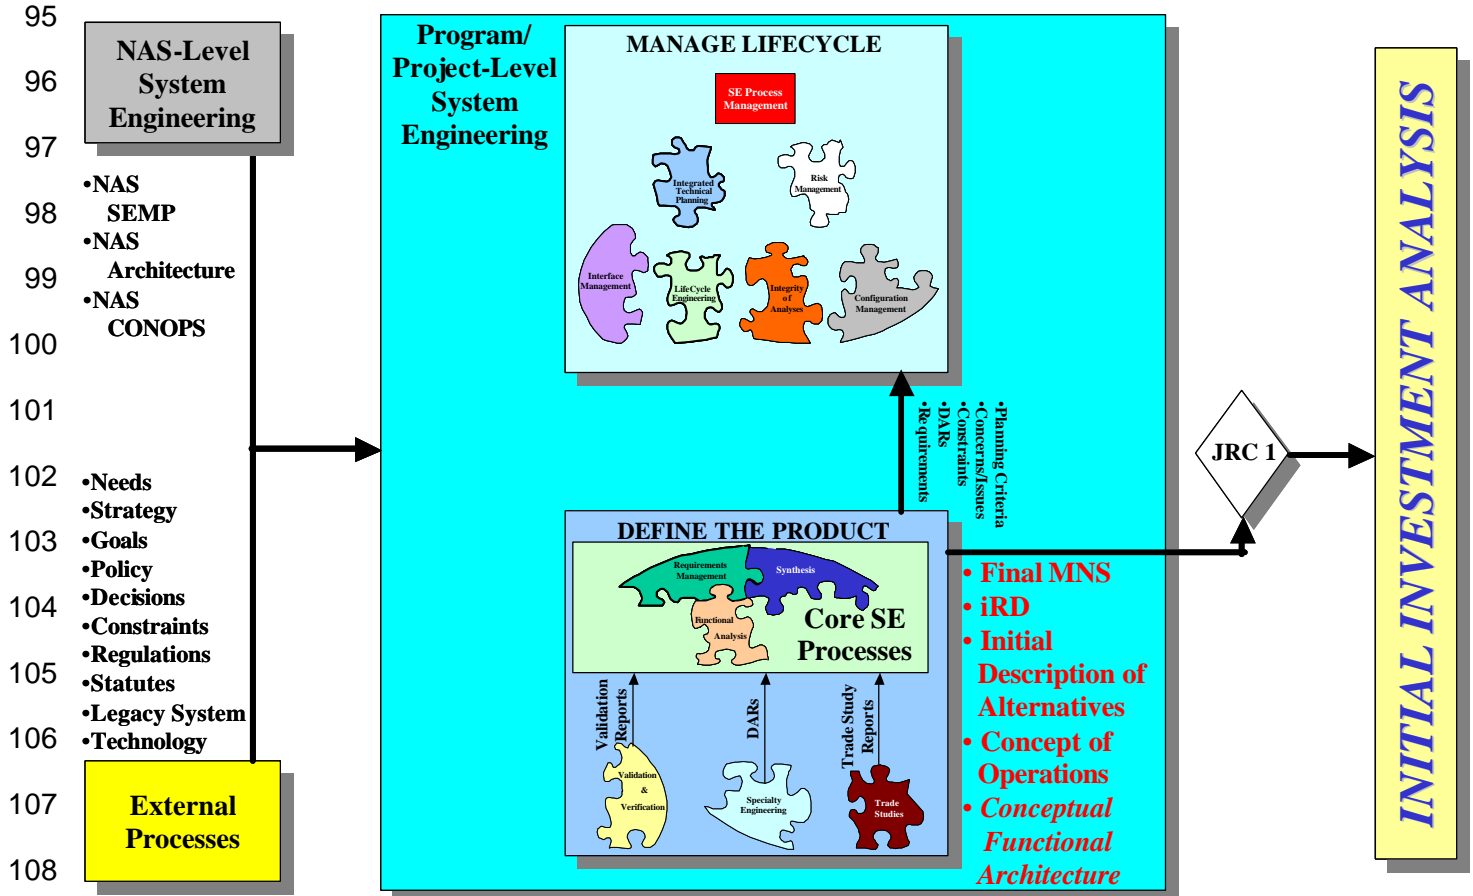 95
96
97
98
99
100
101
102
103
104
105
106
107
108
NAS-Level
System
Engineering
•NAS
SEMP
•NAS
Architecture
•NAS
CONOPS
•Needs
•Strategy
•Goals
•Policy
•Decisions
•Constraints
•Regulations
•Statutes
•Legacy System
•Technology
External
Processes
Program/
Project-Level
System
Engineering
MANAGE LIFECYCLE
SE Process
Management
Integrated
Technical
Planning
Risk
Management
Interface
Management
LifeCycle
Engineering
Integrity
of
Analyses
Configuration
Management
•Planning Criteria
•Concerns/Issues
•Constraints
•DARs
•Requirements
DEFINE THE PRODUCT
Requirements
Management
Synthesis
Functional
Analysis
Core SE
Processes
Validation
Reports
DARs
Trade Study
Reports
Validation
&
Verification
Specialty
Engineering
Trade
Studies
• Final MNS
• iRD
• Initial
Description of
Alternatives
• Concept of
Operations
• Conceptual
Functional
Architecture
JRC 1
INITIAL INVESTMENT ANALYSIS